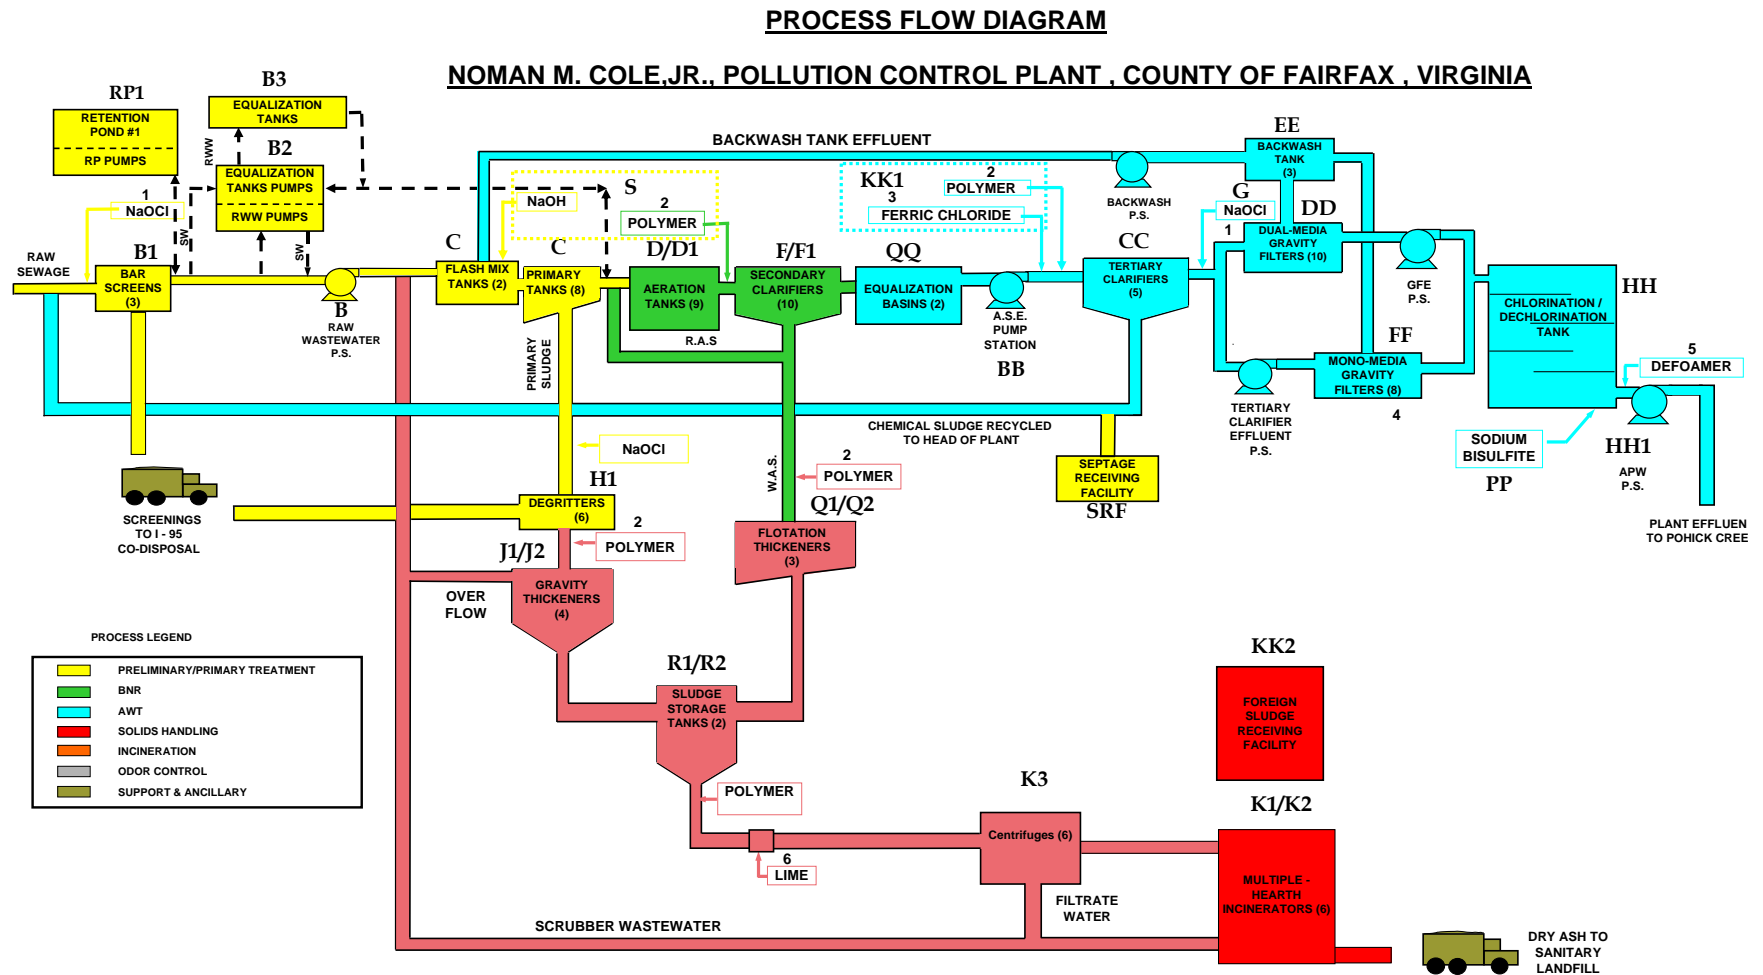 PROCESS FLOW DIAGRAM
NOMAN M. COLE,JR., POLLUTION CONTROL PLANT , COUNTY OF FAIRFAX , VIRGINIA
RP1
RETENTION
POND #1
RP PUMPS
B3
EQUALIZATION
TANKS
RWW
B2
EQUALIZATION
TANKS PUMPS
RWW PUMPS
SW
SW
1
NaOCl
RAW
SEWAGE
B1
BAR
SCREENS
(3)
B
RAW
WASTEWATER
P.S.
BACKWASH TANK EFFLUENT
S
NaOH
2
POLYMER
C
FLASH MIX
TANKS (2)
C
PRIMARY
TANKS (8)
D/D1
AERATION
TANKS (9)
F/F1
SECONDARY
CLARIFIERS
(10)
R.A.S
KK1
2
POLYMER
3
FERRIC CHLORIDE
QQ
EQUALIZATION
BASINS (2)
A.S.E.
PUMP
STATION
BB
CC
TERTIARY
CLARIFIERS
(5)
BACKWASH
P.S.
EE
BACKWASH
TANK
(3)
G
NaOCl
1
DD
DUAL-MEDIA
GRAVITY
FILTERS (10)
GFE
P.S.
FF
MONO-MEDIA
GRAVITY
FILTERS (8)
4
TERTIARY
CLARIFIER
EFFLUENT
P.S.
HH
CHLORINATION /
DECHLORINATION
TANK
5
DEFOAMER
SODIUM
BISULFITE
PP
HH1
APW
P.S.
PLANT EFFLUEN
TO POHICK CREE
PRIMARY
SLUDGE
CHEMICAL SLUDGE RECYCLED
TO HEAD OF PLANT
SEPTAGE
RECEIVING
FACILITY
SRF
NaOCl
W.A.S.
2
POLYMER
SCREENINGS
TO I - 95
CO-DISPOSAL
H1
DEGRITTERS
(6)
2
POLYMER
Q1/Q2
FLOTATION
THICKENERS
(3)
J1/J2
GRAVITY
THICKENERS
(4)
OVER
FLOW
PROCESS LEGEND
PRELIMINARY/PRIMARY TREATMENT
BNR
AWT
SOLIDS HANDLING
INCINERATION
ODOR CONTROL
SUPPORT & ANCILLARY
R1/R2
SLUDGE
STORAGE
TANKS (2)
POLYMER
6
LIME
K3
Centrifuges (6)
FILTRATE
WATER
KK2
FOREIGN
SLUDGE
RECEIVING
FACILITY
K1/K2
MULTIPLE -
HEARTH
INCINERATORS (6)
SCRUBBER WASTEWATER
DRY ASH TO
SANITARY
LANDFILL